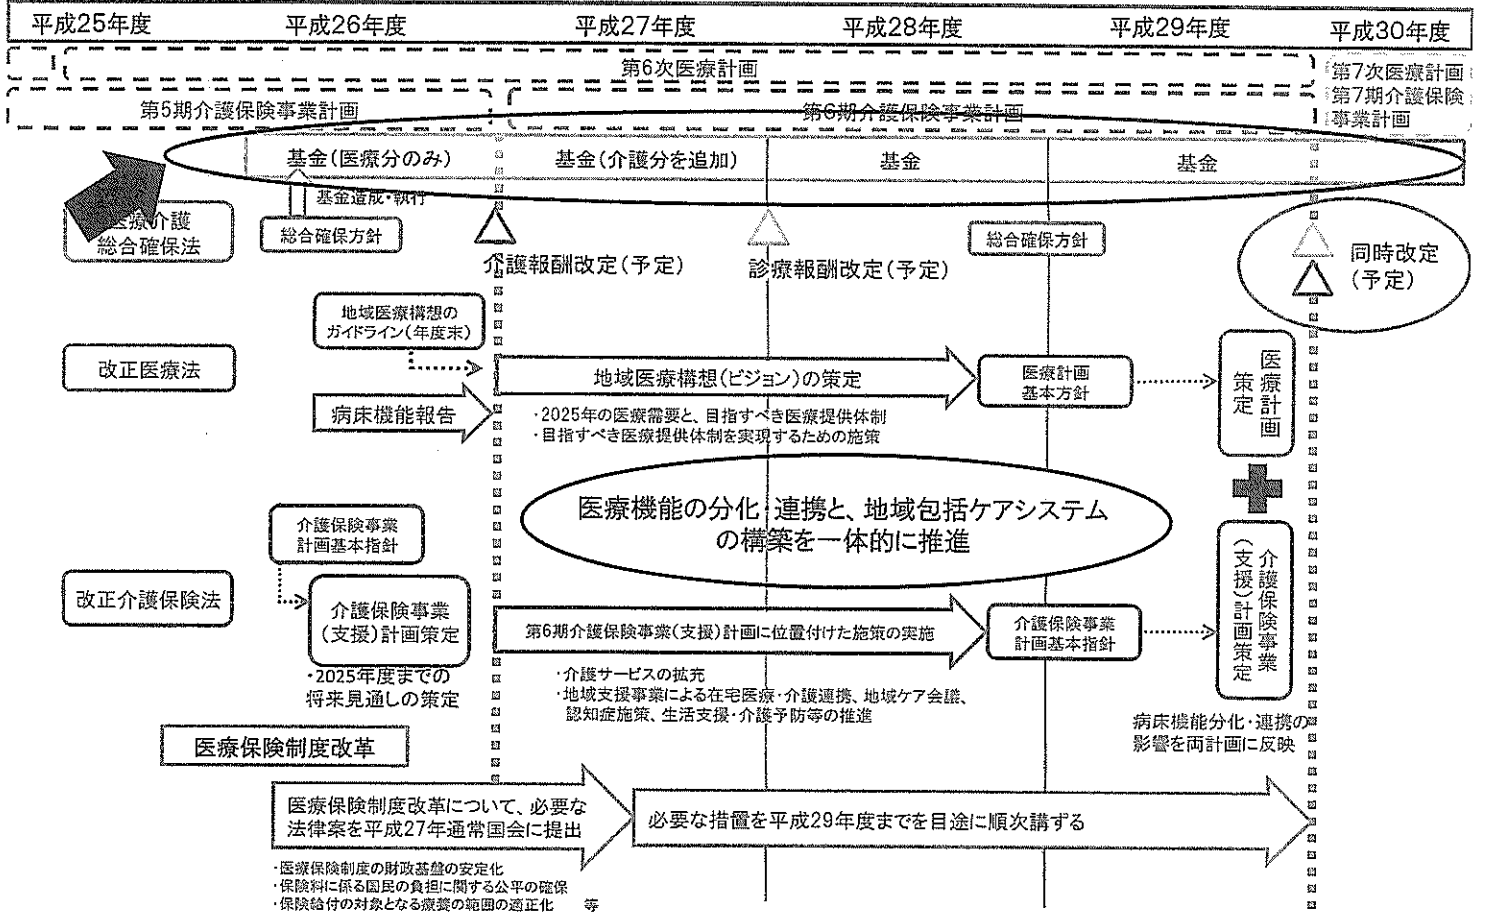 平成25年度
平成26年度
平成27年度
平成28年度
平成29年度
平成30年度
第6次医療計画
第7次医療計画
第7期介護保険
事業計画
第5期介護保険事業計画
第6期介護保険事業計画
基金(医療分のみ)
基金(介護分を追加)
基金
基金
基金造成・執行
医療介護
総合確保法
総合確保方針
総合確保方針
介護報酬改定(予定)
診療報酬改定(予定)
同時改定
(予定)
地域医療構想の
ガイドライン(年度末)
改正医療法
地域医療構想(ビジョン)の策定
医療計画
基本方針
医療計画
策定
病床機能報告
・2025年の医療需要と、目指すべき医療提供体制
・目指すべき医療提供体制を実現するための施策
医療機能の分化・連携と、地域包括ケアシステム
の構築を一体的に推進
介護保険事業
計画基本指針
改正介護保険法
介護保険事業
(支援)計画策定
第6期介護保険事業(支援)計画に位置付けた施策の実施
介護保険事業
計画基本指針
介護保険事業
(支援)計画策定
・2025年度までの
将来見通しの策定
・介護サービスの拡充
・地域支援事業による在宅医療・介護連携、地域ケア会議、
認知症施策、生活支援・介護予防等の推進
病床機能分化・連携の
影響を両計画に反映
医療保険制度改革
医療保険制度改革について、必要な
法律案を平成27年通常国会に提出
必要な措置を平成29年度までを目途に順次講ずる
・医療保険制度の財政基盤の安定化
・保険料に係る国民の負担に関する公平の確保
・保険給付の対象となる療養の範囲の適正化　等